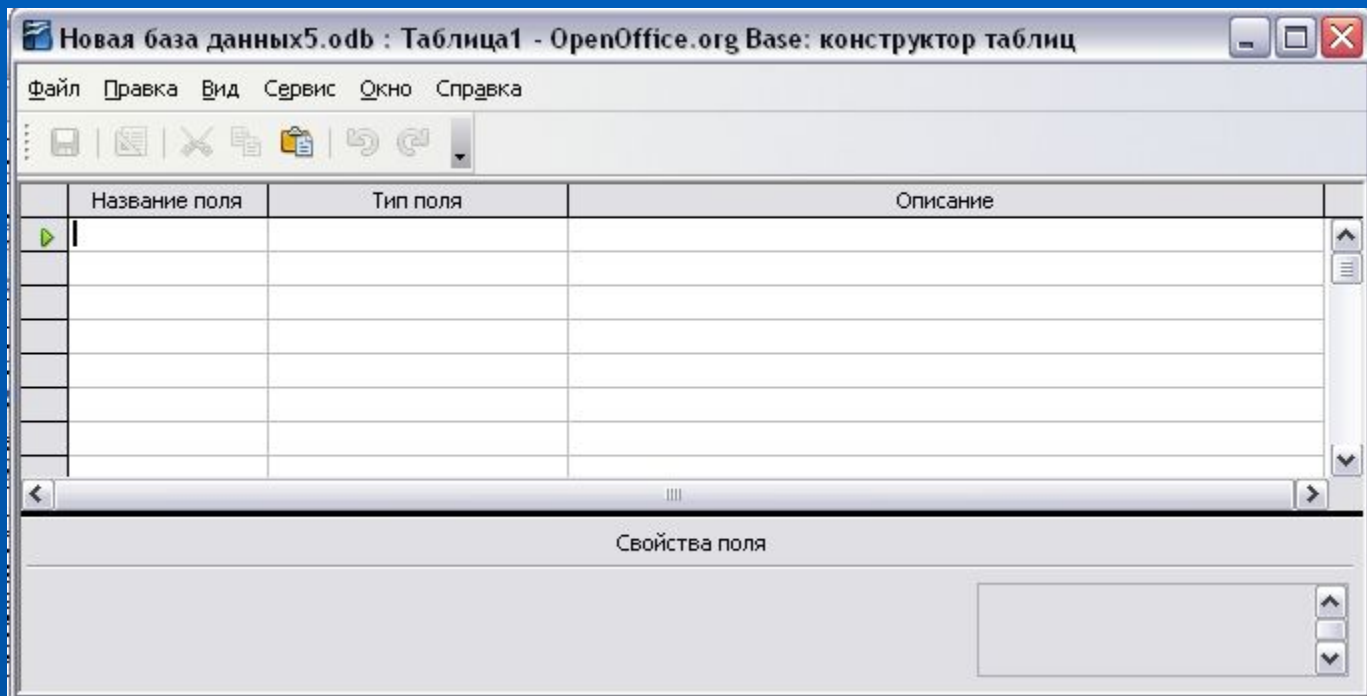 Новая база данных5.odb : Таблица1 - OpenOffice.org Base: конструктор таблиц
Файл Правка Вид Сервис Окно Справка
Название поля Тип поля Описание
Свойства поля